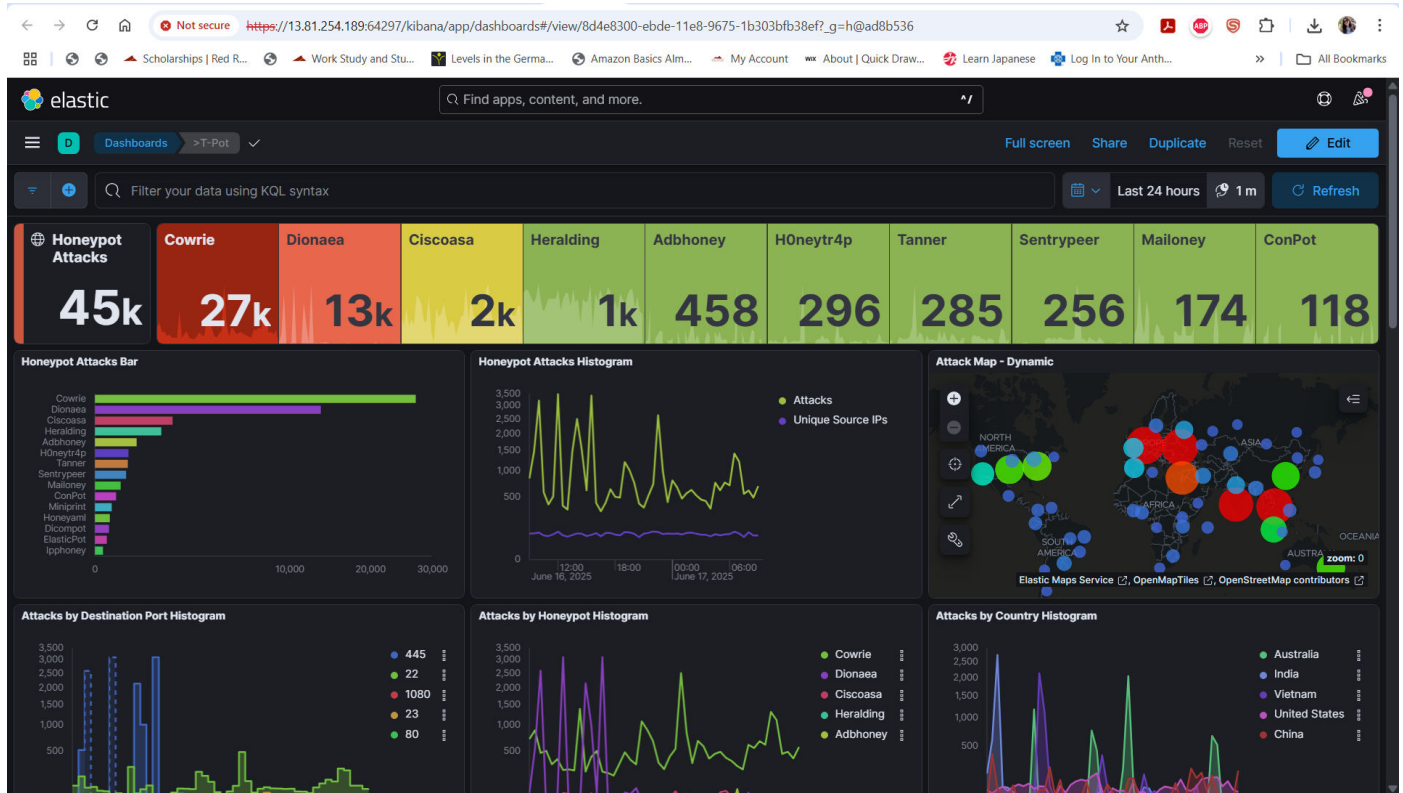 Not secure https://13.81.254.189:64297/kibana/app/dashboards#/view/8d4e8300-ebde-11e8-9675-1b303bfb38ef?_g=h@ad8b536
ABP
Scholarships | Red R... Work Study and Stu... Levels in the Germa... Amazon Basics Alm... My Account WIX About | Quick Draw... Learn Japanese Log In to Your Anth... » All Bookmarks
elastic Find apps, content, and more. ^/
D Dashboards >T-Pot Full screen Share Duplicate Reset Edit
Filter your data using KQL syntax Last 24 hours 1 m Refresh
Honeypot Attacks
45k
Cowrie
27k
Dionaea
13k
Ciscoasa
2k
Heralding
1k
Adbhoney
458
H0neytr4p
296
Tanner
285
Sentrypeer
256
Mailoney
174
ConPot
118
Honeypot Attacks Bar
Cowrie
Dionaea
Ciscoasa
Heralding
Adbhoney
H0neytr4p
Tanner
Sentrypeer
Mailoney
ConPot
Miniprint
Honeyaml
Dicompot
ElasticPot
Ipphoney
0 10,000 20,000 30,000
Honeypot Attacks Histogram
3,500
3,000
2,500
2,000
1,500
1,000
500
0
12:00 18:00 00:00 06:00
June 16, 2025 June 17, 2025
Attacks
Unique Source IPs
Attack Map - Dynamic
NORTH
AMERICA
ASIA
AFRICA
SOUTH
AMERICA
OCEANIA
AUSTRA
zoom: 0
Elastic Maps Service, OpenMapTiles, OpenStreetMap contributors
Attacks by Destination Port Histogram
3,500
3,000
2,500
2,000
1,500
1,000
500
445
22
1080
23
80
Attacks by Honeypot Histogram
3,500
3,000
2,500
2,000
1,500
1,000
500
Cowrie
Dionaea
Ciscoasa
Heralding
Adbhoney
Attacks by Country Histogram
3,000
2,500
2,000
1,500
1,000
500
Australia
India
Vietnam
United States
China